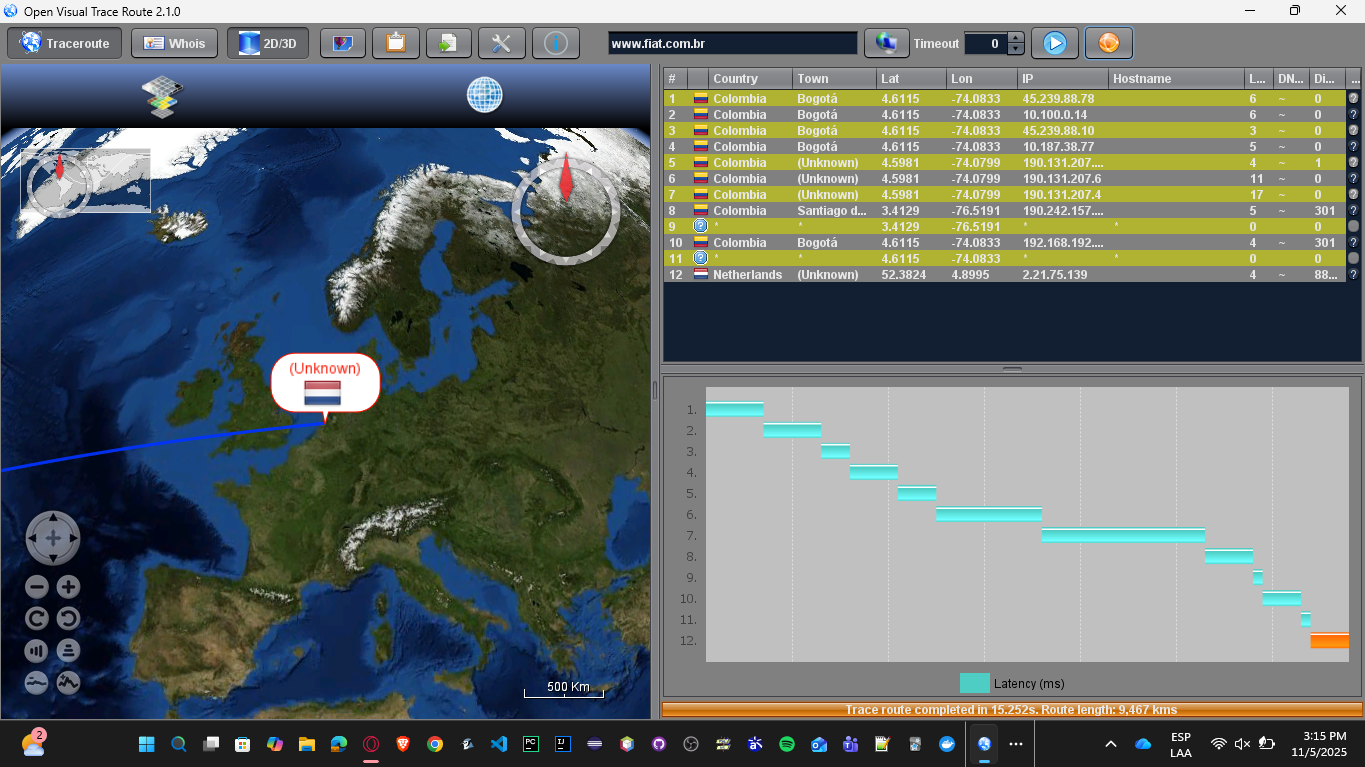 Open Visual Trace Route 2.1.0
Traceroute Whois 2D/3D www.fiat.com.br Timeout 0
# Country Town Lat Lon IP Hostname L... DN... Di... ...
1 Colombia Bogotá 4.6115 -74.0833 45.239.88.78 6 ~ 0 ?
2 Colombia Bogotá 4.6115 -74.0833 10.100.0.14 6 ~ 0 ?
3 Colombia Bogotá 4.6115 -74.0833 45.239.88.10 3 ~ 0 ?
4 Colombia Bogotá 4.6115 -74.0833 10.187.38.77 5 ~ 0 ?
5 Colombia (Unknown) 4.5981 -74.0799 190.131.207.... 4 ~ 1 ?
6 Colombia (Unknown) 4.5981 -74.0799 190.131.207.6 11 ~ 0 ?
7 Colombia (Unknown) 4.5981 -74.0799 190.131.207.4 17 ~ 0 ?
8 Colombia Santiago d... 3.4129 -76.5191 190.242.157.... 5 ~ 301 ?
9 ? * * 3.4129 -76.5191 * * 0 0
10 Colombia Bogotá 4.6115 -74.0833 192.168.192.... 4 ~ 301 ?
11 ? * * 4.6115 -74.0833 * * 0 0
12 Netherlands (Unknown) 52.3824 4.8995 2.21.75.139 4 ~ 88... ?
(Unknown)
500 Km
1.
2.
3.
4.
5.
6.
7.
8.
9.
10.
11.
12.
Latency (ms)
Trace route completed in 15.252s. Route length: 9,467 kms
2
PC
IJ
ESP
LAA
3:15 PM
11/5/2025